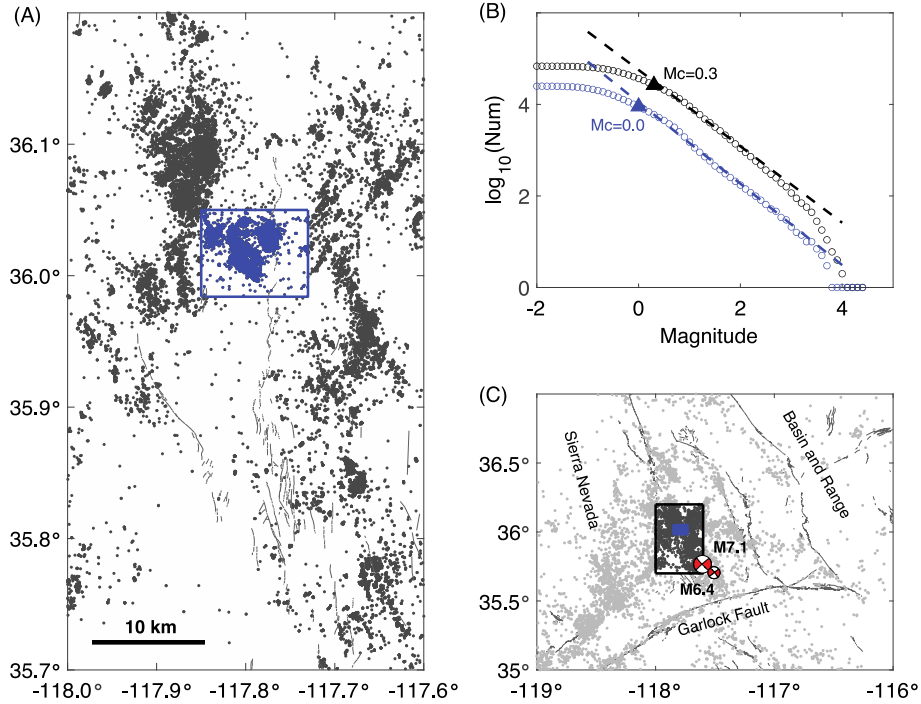 (A)
36.1°
36.0°
35.9°
35.8°
35.7°
10 km
-118.0°
-117.9°
-117.8°
-117.7°
-117.6°
(B)
log10(Num)
4
2
0
Mc=0.3
Mc=0.0
-2
0
2
4
Magnitude
(C)
36.5°
36°
35.5°
35°
Sierra Nevada
Basin and Range
M7.1
M6.4
Garlock Fault
-119°
-118°
-117°
-116°